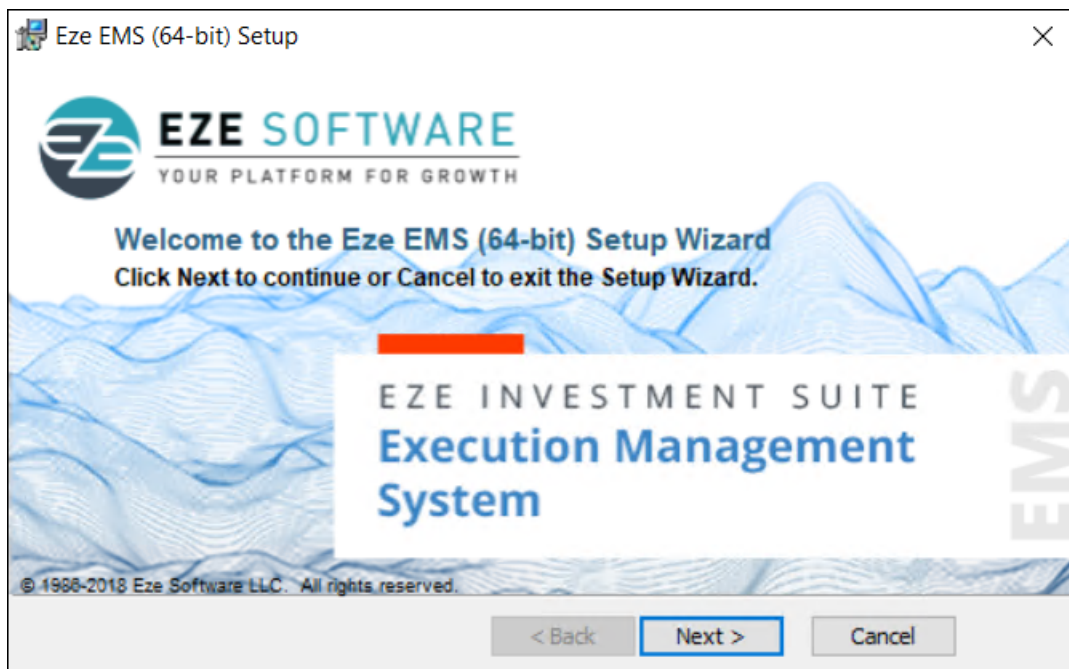 Eze EMS (64-bit) Setup
EZE SOFTWARE
YOUR PLATFORM FOR GROWTH
Welcome to the Eze EMS (64-bit) Setup Wizard
Click Next to continue or Cancel to exit the Setup Wizard.
EZE INVESTMENT SUITE
Execution Management
System
EMS
© 1986-2018 Eze Software LLC. All rights reserved.
< Back Next > Cancel